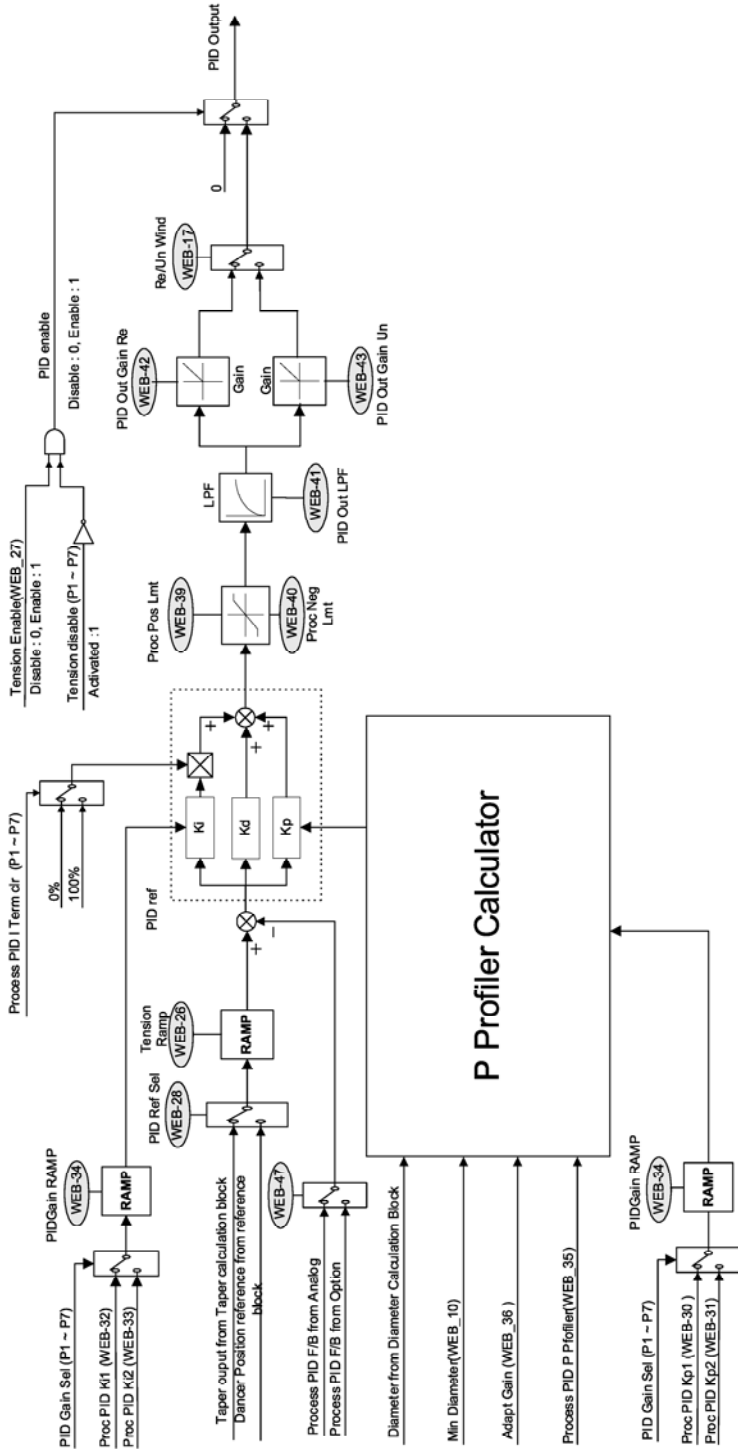 Tension Enable(WEB_27)
Disable : 0, Enable : 1
Tension disable (P1 ~ P7)
Activated :1
PID enable
Disable : 0, Enable : 1
Process PID I Term clr (P1 ~ P7)
0%
100%
PID Gain Sel (P1 ~ P7)
Proc PID Ki1 (WEB-32)
Proc PID Ki2 (WEB-33)
PIDGain RAMP
WEB-34
RAMP
Taper ouput from Taper calculation block
Dancer Position reference from reference
block
PID Ref Sel
WEB-28
Tension
Ramp
WEB-26
RAMP
Process PID F/B from Analog
Process PID F/B from Option
WEB-47
+
−
PID ref
Ki
Kd
Kp
+
+
+
Proc Pos Lmt
WEB-39
WEB-40
Proc Neg
Lmt
LPF
WEB-41
PID Out LPF
PID Out Gain Re
WEB-42
Gain
Gain
WEB-43
PID Out Gain Un
Re/Un Wind
WEB-17
0
PID Output
P Profiler Calculator
Diameter from Diameter Calculation Block
Min Diameter(WEB_10)
Adapt Gain (WEB_36 )
Process PID P Pfofiler(WEB_35)
PID Gain Sel (P1 ~ P7)
Proc PID Kp1 (WEB-30)
Proc PID Kp2 (WEB-31)
PIDGain RAMP
WEB-34
RAMP